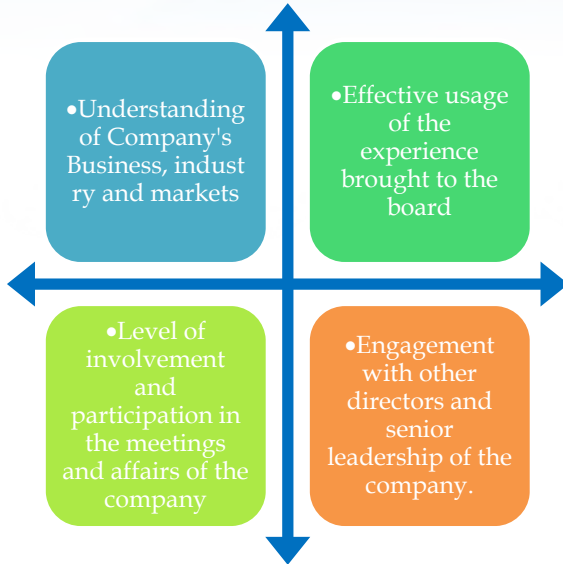 •Understanding
of Company's
Business, indust
ry and markets
•Effective usage
of the
experience
brought to the
board
•Level of
involvement
and
participation in
the meetings
and affairs of the
company
•Engagement
with other
directors and
senior
leadership of the
company.